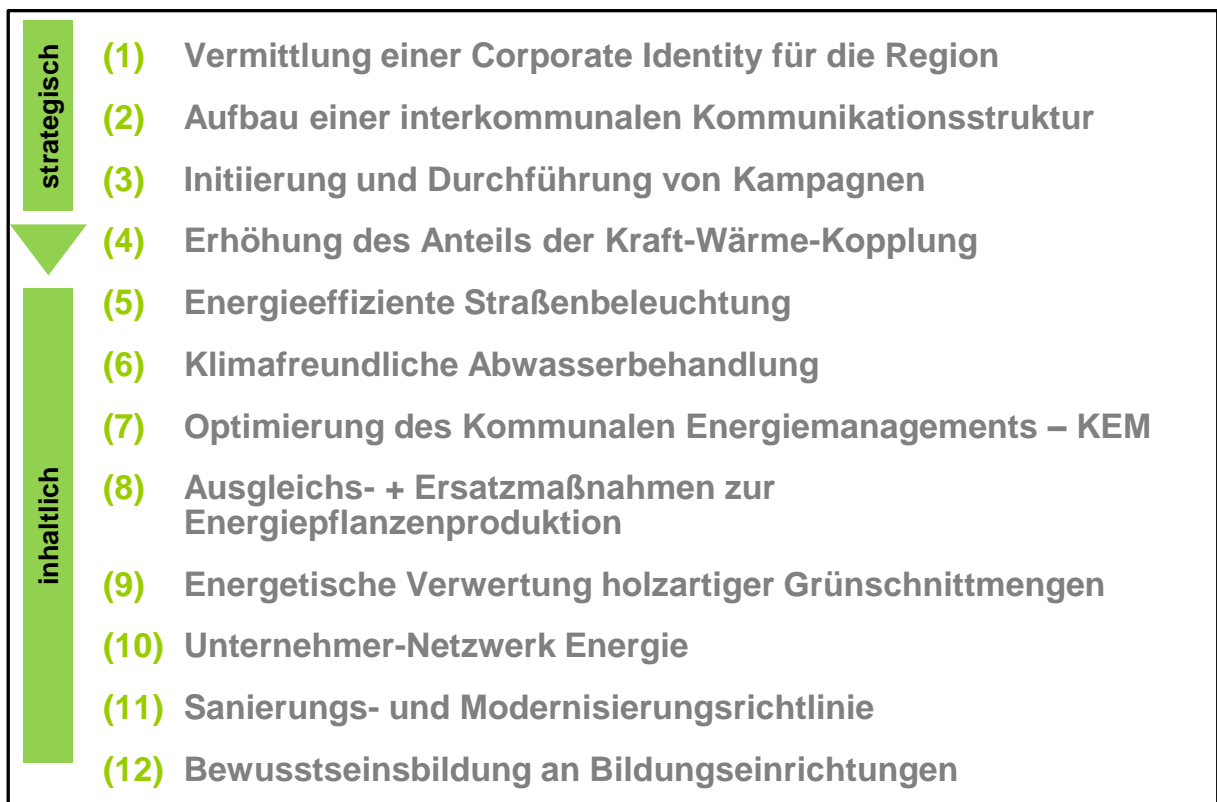 strategisch
(1) Vermittlung einer Corporate Identity für die Region
(2) Aufbau einer interkommunalen Kommunikationsstruktur
(3) Initiierung und Durchführung von Kampagnen
(4) Erhöhung des Anteils der Kraft-Wärme-Kopplung
inhaltlich
(5) Energieeffiziente Straßenbeleuchtung
(6) Klimafreundliche Abwasserbehandlung
(7) Optimierung des Kommunalen Energiemanagements – KEM
(8) Ausgleichs- + Ersatzmaßnahmen zur
Energiepflanzenproduktion
(9) Energetische Verwertung holzartiger Grünschnittmengen
(10) Unternehmer-Netzwerk Energie
(11) Sanierungs- und Modernisierungsrichtlinie
(12) Bewusstseinsbildung an Bildungseinrichtungen